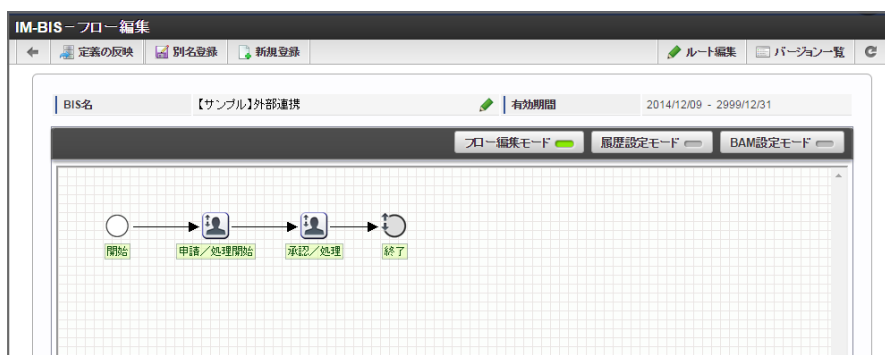 IM-BIS－フロー編集
定義の反映 別名登録 新規登録 ルート編集 バージョン一覧
BIS名 【サンプル】外部連携 有効期間 2014/12/09 - 2999/12/31
フロー編集モード 履歴設定モード BAM設定モード
開始 申請／処理開始 承認／処理 終了